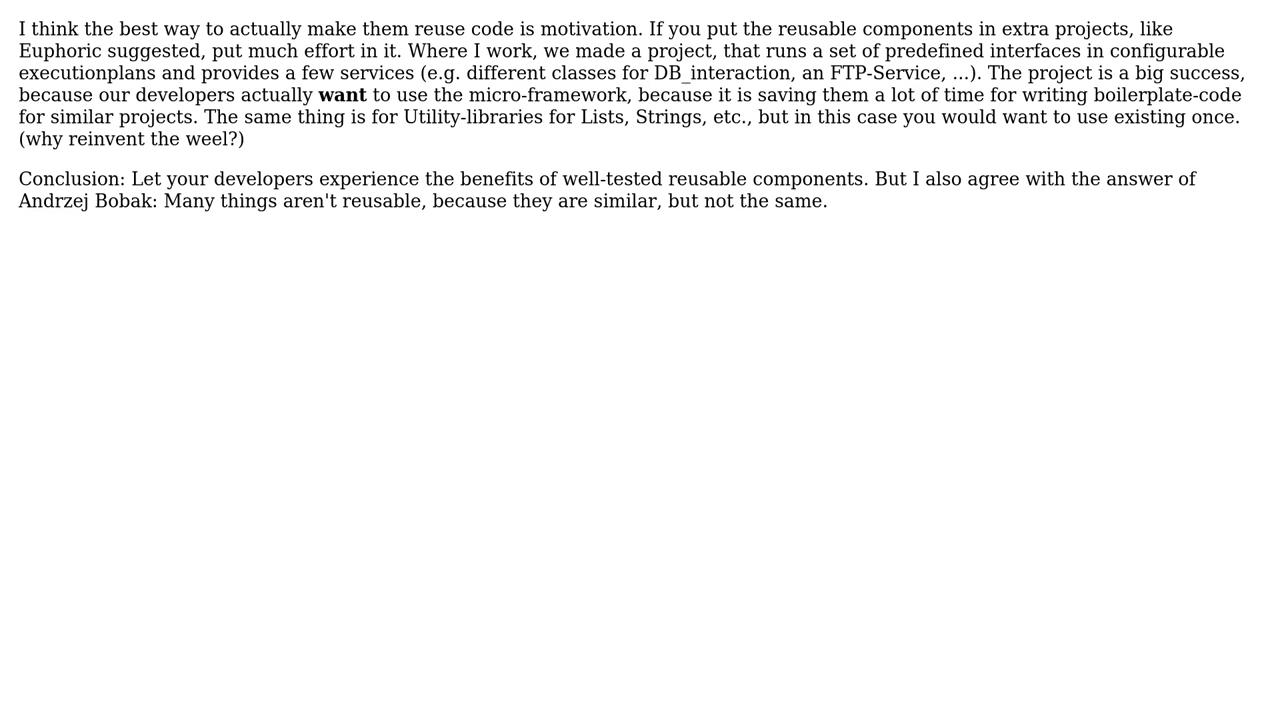 I think the best way to actually make them reuse code is motivation. If you put the reusable components in extra projects, like
Euphoric suggested, put much effort in it. Where I work, we made a project, that runs a set of predefined interfaces in configurable
executionplans and provides a few services (e.g. different classes for DB_interaction, an FTP-Service, ...). The project is a big success,
because our developers actually want to use the micro-framework, because it is saving them a lot of time for writing boilerplate-code
for similar projects. The same thing is for Utility-libraries for Lists, Strings, etc., but in this case you would want to use existing once.
(why reinvent the weel?)
Conclusion: Let your developers experience the benefits of well-tested reusable components. But I also agree with the answer of
Andrzej Bobak: Many things aren't reusable, because they are similar, but not the same.